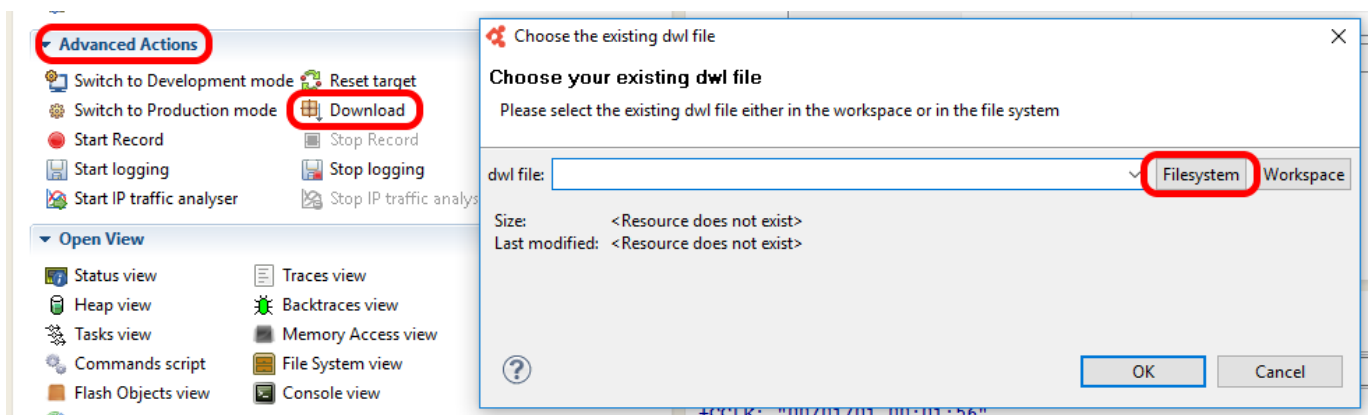 Advanced Actions
Switch to Development mode
Reset target
Switch to Production mode
Download
Start Record
Stop Record
Start logging
Stop logging
Start IP traffic analyser
Stop IP traffic analys
Open View
Status view
Traces view
Heap view
Backtraces view
Tasks view
Memory Access view
Commands script
File System view
Flash Objects view
Console view
Choose the existing dwl file
Choose your existing dwl file
Please select the existing dwl file either in the workspace or in the file system
dwl file:
Filesystem
Workspace
Size: <Resource does not exist>
Last modified: <Resource does not exist>
OK
Cancel